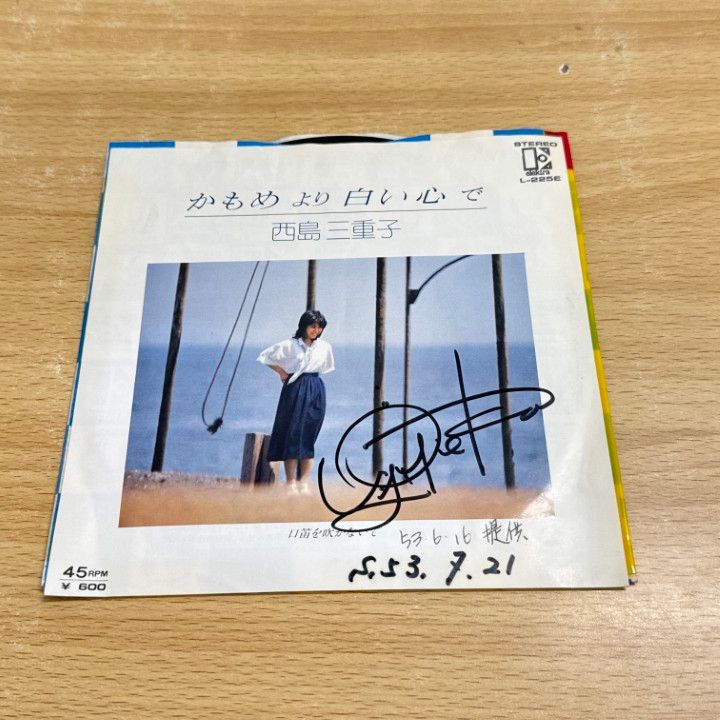 STEREO
elektra
L-225E
かもめより白い心で
西島三重子
口笛を吹かないで
53.6.16 提供
S.53.7.21
45RPM
¥600